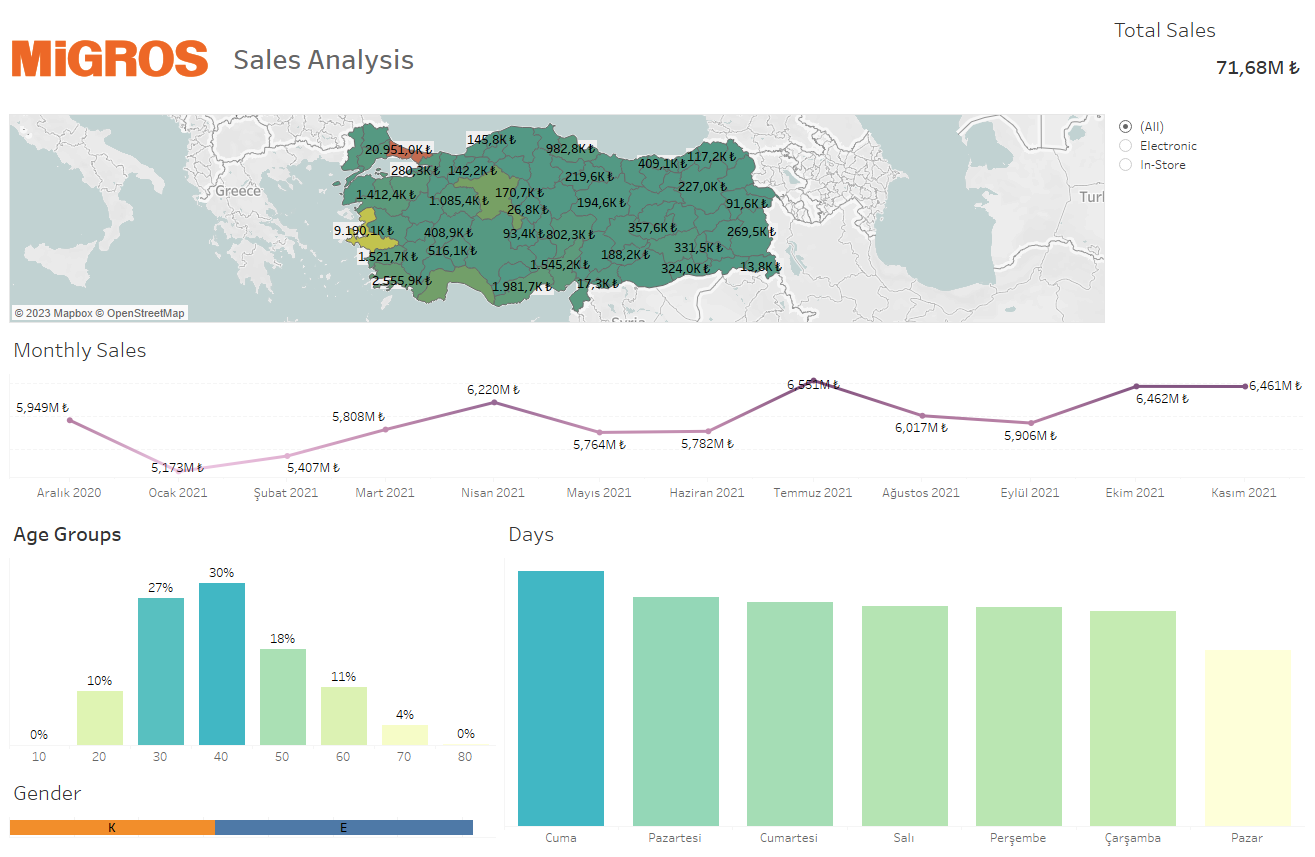 MiGROS
Sales Analysis
Total Sales
71,68M ₺
(All)
Electronic
In-Store
Greece
20.951,0K ₺
145,8K ₺
982,8K ₺
409,1K ₺
117,2K ₺
280,3K ₺
142,2K ₺
219,6K ₺
227,0K ₺
1.412,4K ₺
1.085,4K ₺
170,7K ₺
26,8K ₺
194,6K ₺
91,6K ₺
9.190,1K ₺
408,9K ₺
93,4K ₺
802,3K ₺
357,6K ₺
269,5K ₺
1.521,7K ₺
516,1K ₺
188,2K ₺
331,5K ₺
1.545,2K ₺
324,0K ₺
13,8K ₺
2.555,9K ₺
1.981,7K ₺
17,3K ₺
© 2023 Mapbox © OpenStreetMap
Monthly Sales
5,949M ₺
5,173M ₺
5,407M ₺
5,808M ₺
6,220M ₺
5,764M ₺
5,782M ₺
6,551M ₺
6,017M ₺
5,906M ₺
6,462M ₺
6,461M ₺
Aralık 2020
Ocak 2021
Şubat 2021
Mart 2021
Nisan 2021
Mayıs 2021
Haziran 2021
Temmuz 2021
Ağustos 2021
Eylül 2021
Ekim 2021
Kasım 2021
Age Groups
0%
10%
27%
30%
18%
11%
4%
0%
10
20
30
40
50
60
70
80
Gender
K
E
Days
Cuma
Pazartesi
Cumartesi
Salı
Perşembe
Çarşamba
Pazar